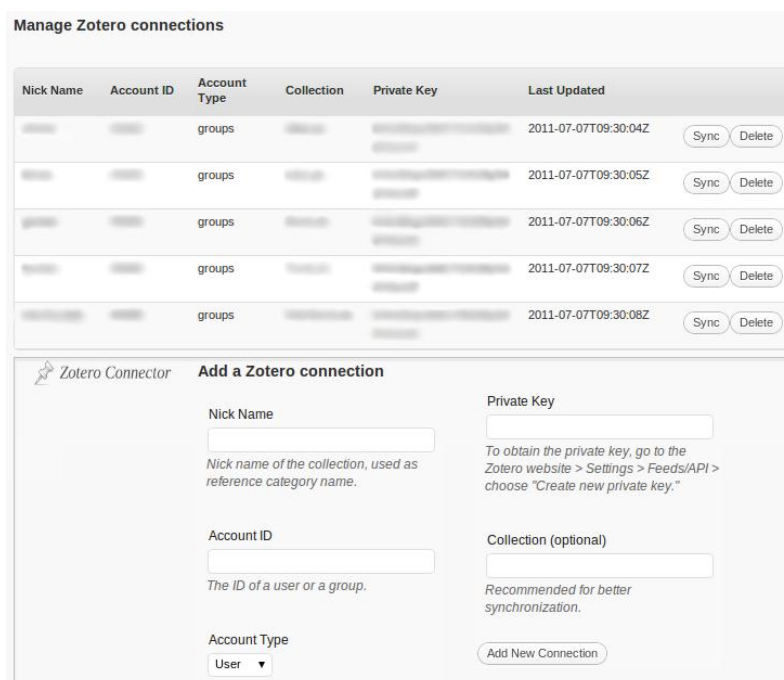 Manage Zotero connections
Nick Name Account ID Account Type Collection Private Key Last Updated
groups 2011-07-07T09:30:04Z Sync Delete
groups 2011-07-07T09:30:05Z Sync Delete
groups 2011-07-07T09:30:06Z Sync Delete
groups 2011-07-07T09:30:07Z Sync Delete
groups 2011-07-07T09:30:08Z Sync Delete
Zotero Connector
Add a Zotero connection
Nick Name
Nick name of the collection, used as
reference category name.
Account ID
The ID of a user or a group.
Account Type
User
Private Key
To obtain the private key, go to the
Zotero website > Settings > Feeds/API >
choose "Create new private key."
Collection (optional)
Recommended for better
synchronization.
Add New Connection